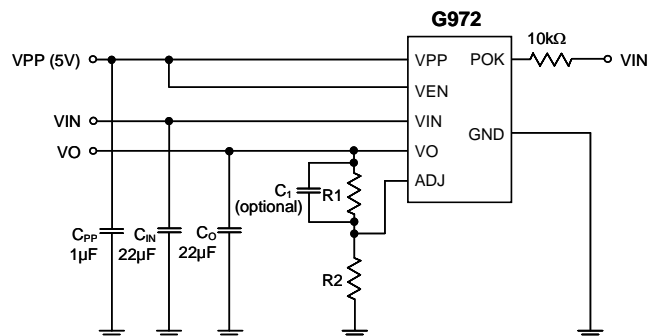 G972
VPP (5V)
VPP
POK
10kΩ
VIN
VEN
VIN
VIN
GND
VO
VO
ADJ
C1
(optional)
R1
CPP
1µF
CIN
22µF
CO
22µF
R2